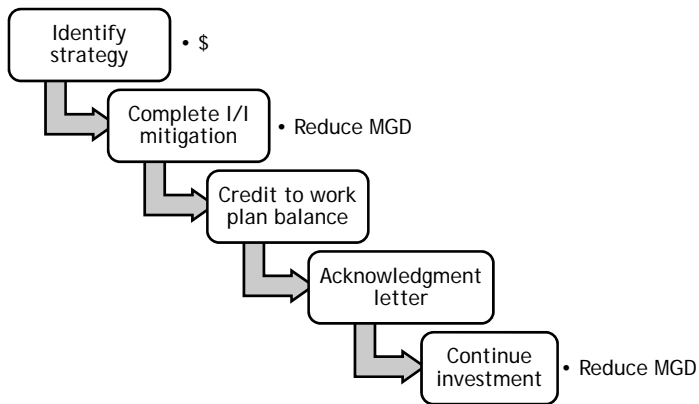 Identify
strategy
• $
Complete I/I
mitigation
• Reduce MGD
Credit to work
plan balance
Acknowledgment
letter
Continue
investment
• Reduce MGD